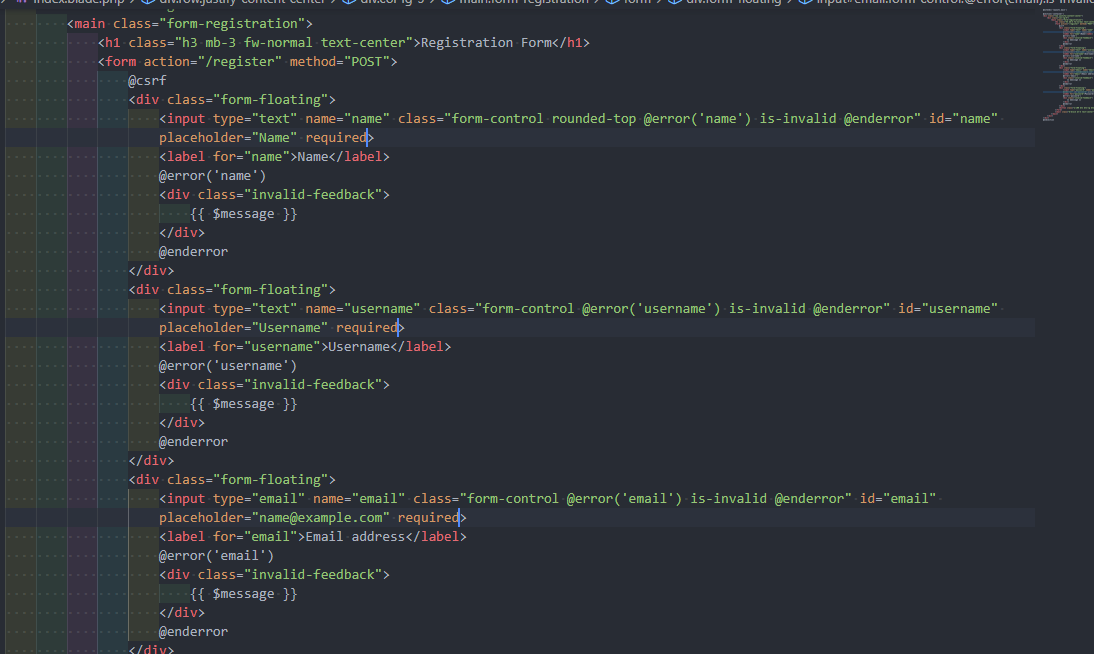 index.blade.php > div.row.justify-content-center > div.col-lg-5 > main.form-registration > form > div.form-floating > input#email.form-control.@error(email).is-invalid
<main class="form-registration">
<h1 class="h3 mb-3 fw-normal text-center">Registration Form</h1>
<form action="/register" method="POST">
@csrf
<div class="form-floating">
<input type="text" name="name" class="form-control rounded-top @error('name') is-invalid @enderror" id="name"
placeholder="Name" required>
<label for="name">Name</label>
@error('name')
<div class="invalid-feedback">
{{ $message }}
</div>
@enderror
</div>
<div class="form-floating">
<input type="text" name="username" class="form-control @error('username') is-invalid @enderror" id="username"
placeholder="Username" required>
<label for="username">Username</label>
@error('username')
<div class="invalid-feedback">
{{ $message }}
</div>
@enderror
</div>
<div class="form-floating">
<input type="email" name="email" class="form-control @error('email') is-invalid @enderror" id="email"
placeholder="name@example.com" required>
<label for="email">Email address</label>
@error('email')
<div class="invalid-feedback">
{{ $message }}
</div>
@enderror
</div>